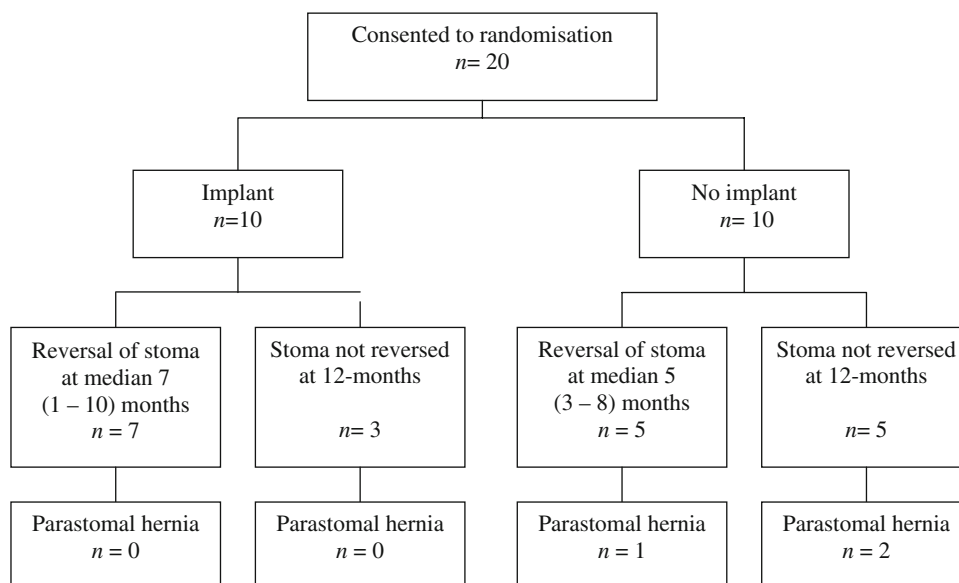 Consented to randomisation
n= 20
Implant
n=10
No implant
n= 10
Reversal of stoma
at median 7
(1 – 10) months
n = 7
Stoma not reversed
at 12-months
n= 3
Reversal of stoma
at median 5
(3 – 8) months
n = 5
Stoma not reversed
at 12-months
n= 5
Parastomal hernia
n = 0
Parastomal hernia
n = 0
Parastomal hernia
n = 1
Parastomal hernia
n = 2